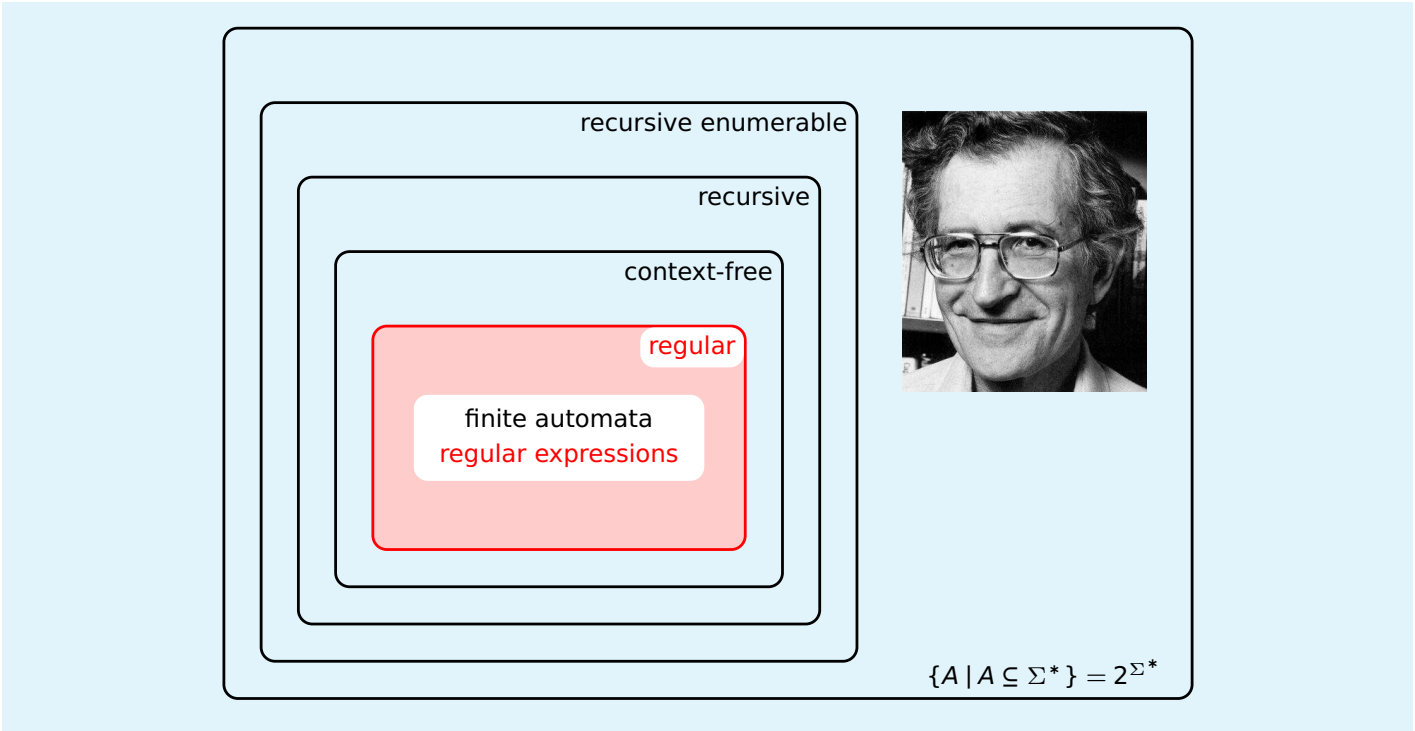 recursive enumerable
recursive
context-free
regular
finite automata
regular expressions
{A | A ⊆ Σ*} = 2^Σ*